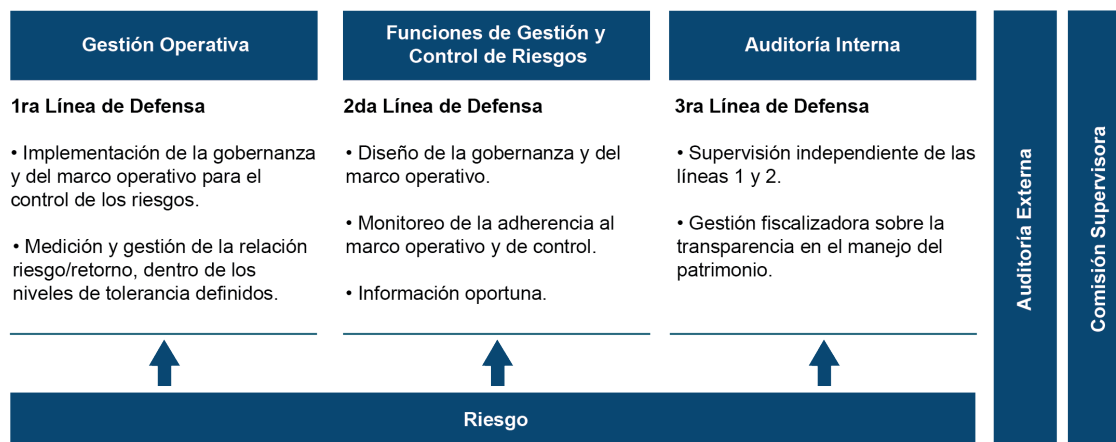 Gestión Operativa
1ra Línea de Defensa
• Implementación de la gobernanza
y del marco operativo para el
control de los riesgos.
• Medición y gestión de la relación
riesgo/retorno, dentro de los
niveles de tolerancia definidos.
Funciones de Gestión y
Control de Riesgos
2da Línea de Defensa
• Diseño de la gobernanza y del
marco operativo.
• Monitoreo de la adherencia al
marco operativo y de control.
• Información oportuna.
Auditoría Interna
3ra Línea de Defensa
• Supervisión independiente de las
líneas 1 y 2.
• Gestión fiscalizadora sobre la
transparencia en el manejo del
patrimonio.
Riesgo
Auditoría Externa
Comisión Supervisora